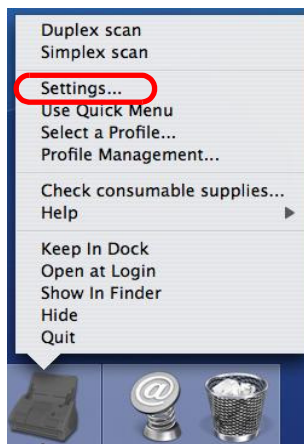 Duplex scan
Simplex scan
Settings...
Use Quick Menu
Select a Profile...
Profile Management...
Check consumable supplies...
Help
Keep In Dock
Open at Login
Show In Finder
Hide
Quit
@